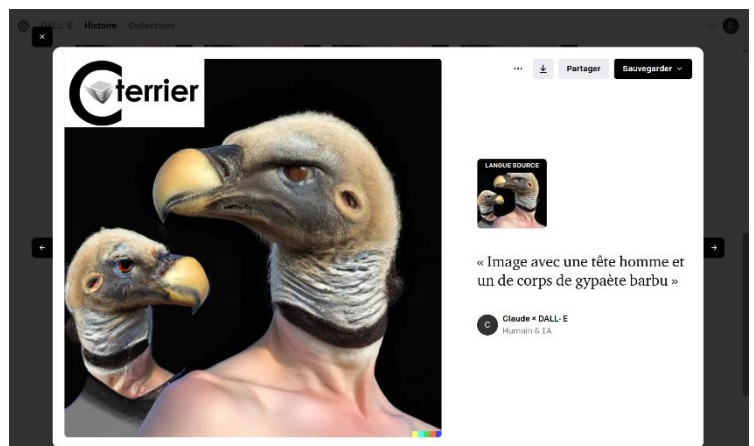 DALL·E Histoire Collections
Cterrier
Partager
Sauvegarder
C
LANGUE SOURCE
« Image avec une tête homme et
un de corps de gypaète barbu »
C
Claude × DALL·E
Humain & IA